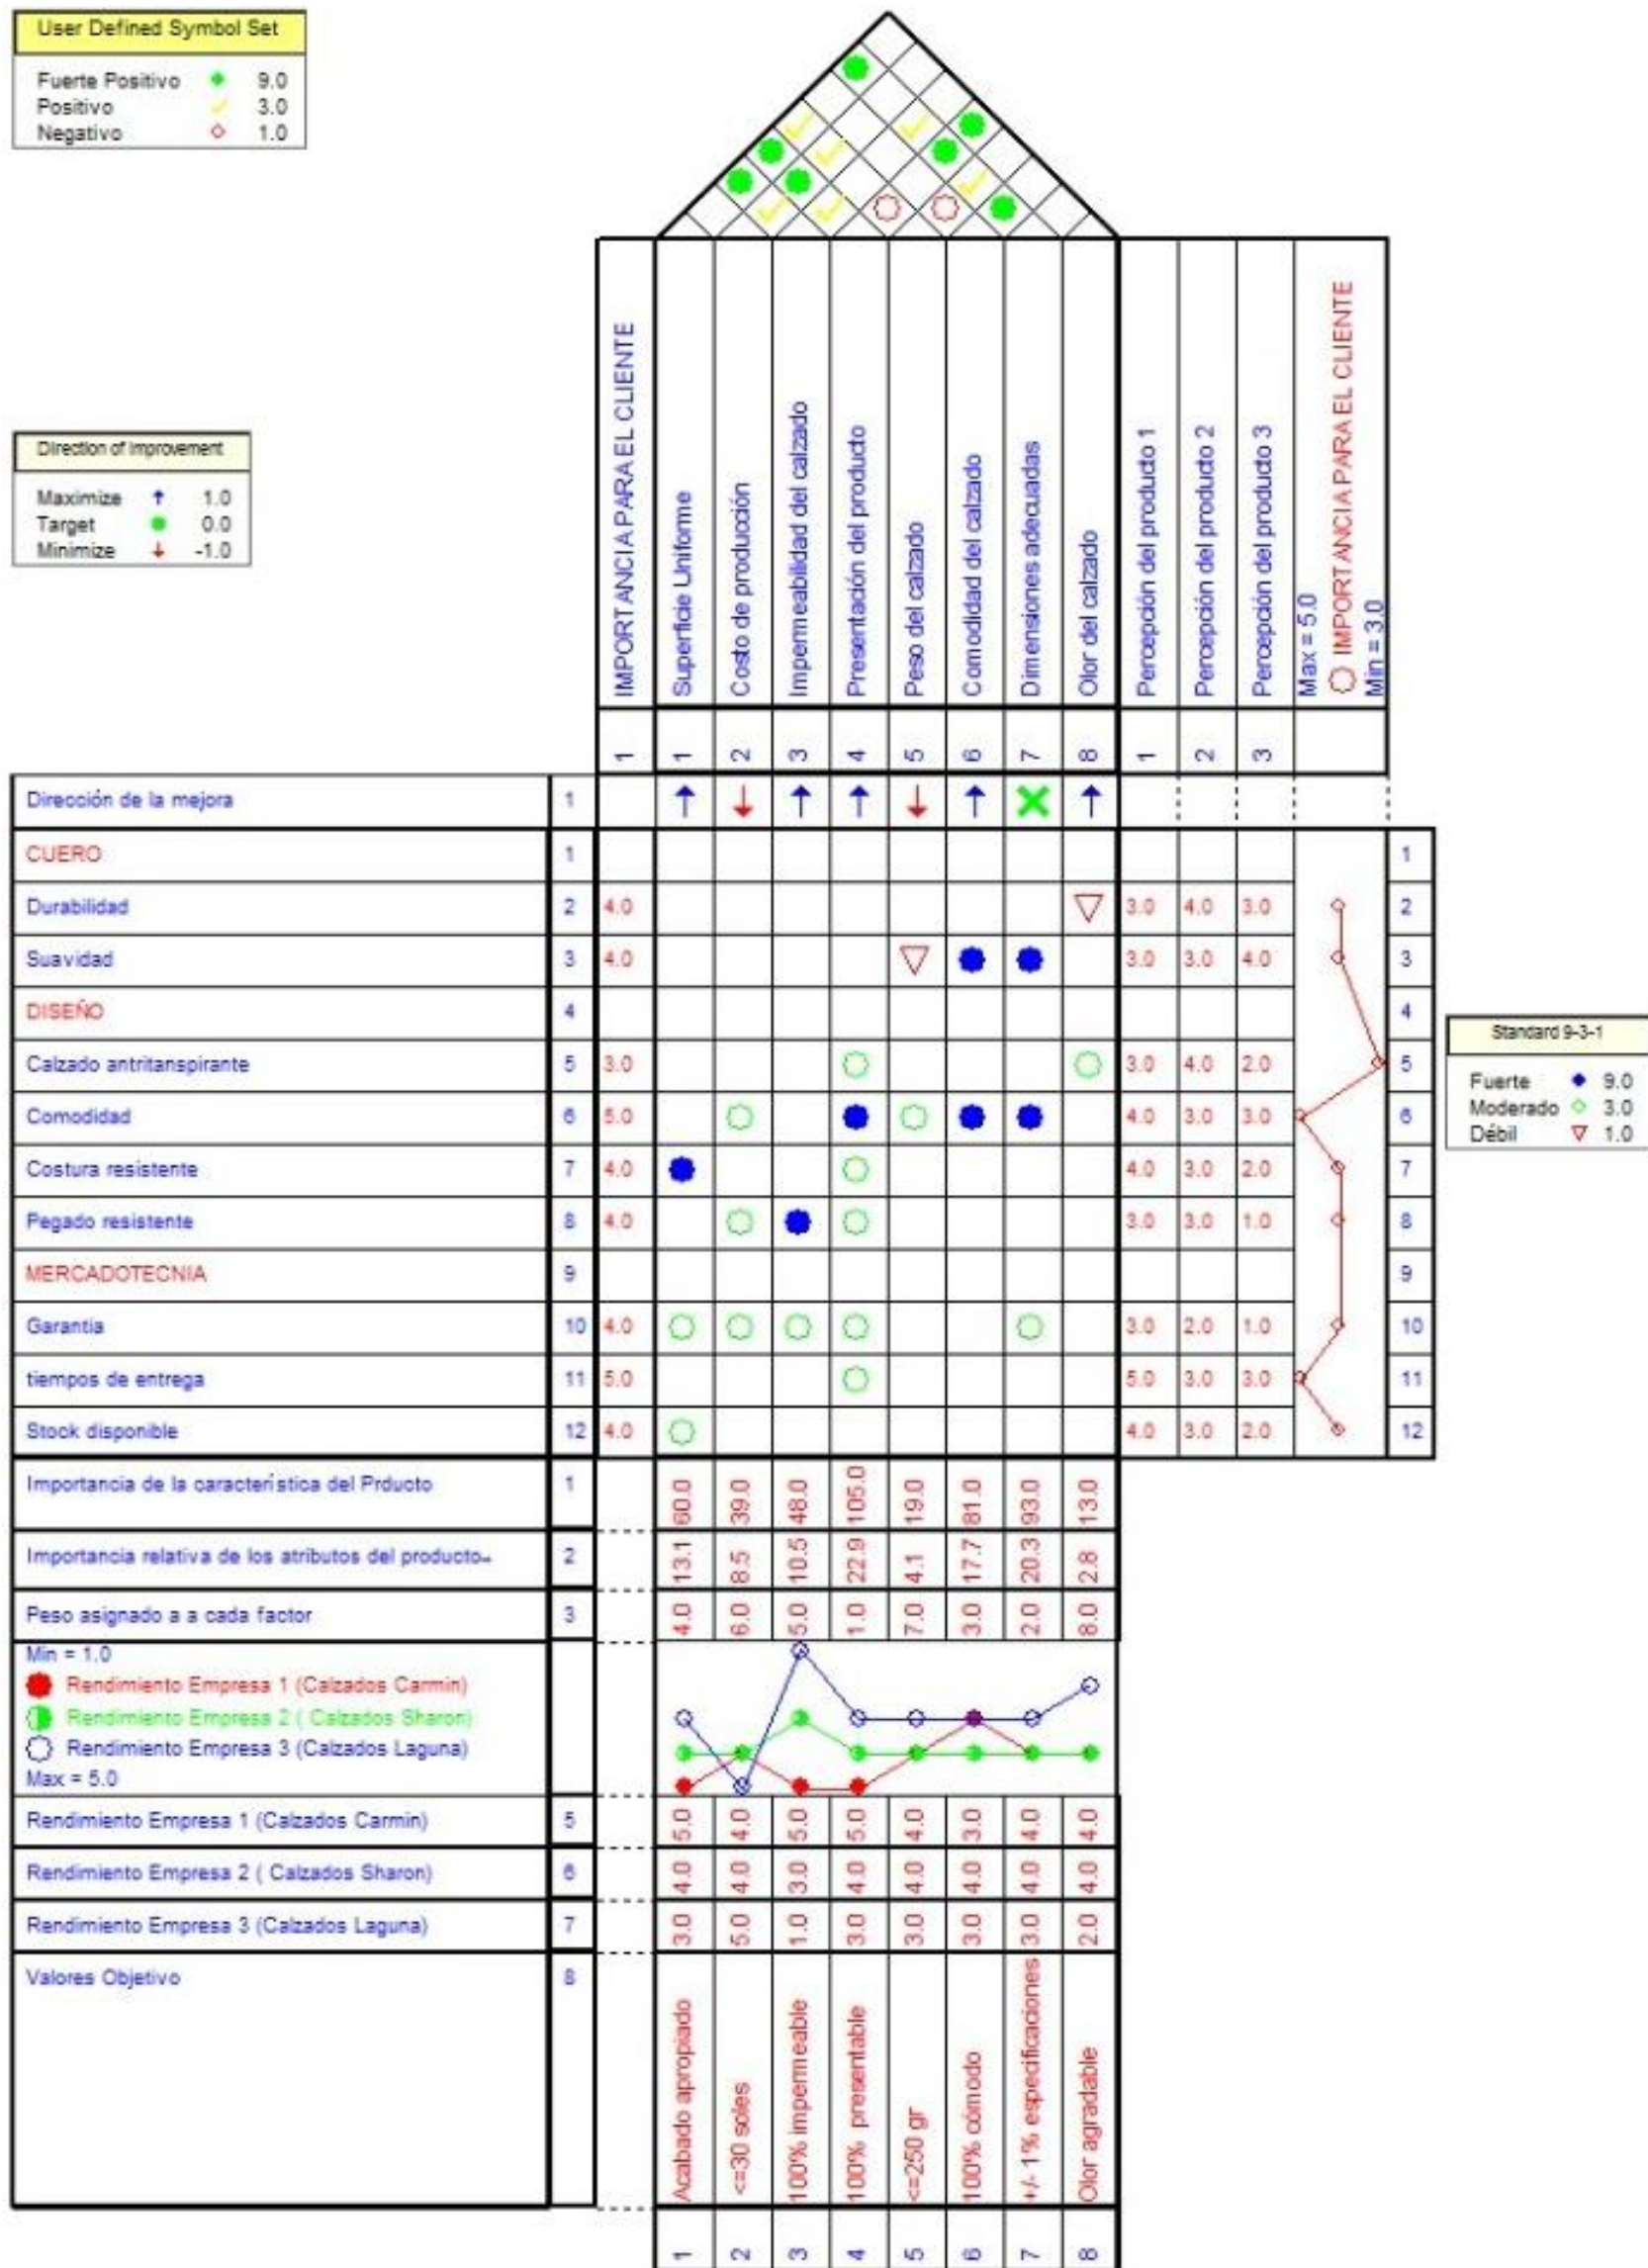 User Defined Symbol Set
Fuerte Positivo 9.0
Positivo 3.0
Negativo 1.0
Direction of Improvement
Maximize 1.0
Target 0.0
Minimize -1.0
IMPORTANCIA PARA EL CLIENTE
Superficie Uniforme
Costo de producción
Impermeabilidad del calzado
Presentación del producto
Peso del calzado
Comodidad del calzado
Dimensiones adecuadas
Olor del calzado
Percepción del producto 1
Percepción del producto 2
Percepción del producto 3
Max = 5.0
IMPORTANCIA PARA EL CLIENTE
Min = 3.0
1 1 2 3 4 5 6 7 8 1 2 3
Dirección de la mejora 1
CUERO 1 1
Durabilidad 2 4.0 3.0 4.0 3.0 2
Suavidad 3 4.0 3.0 3.0 4.0 3
DISEÑO 4 4
Calzado antritanspirante 5 3.0 3.0 4.0 2.0 5
Comodidad 6 5.0 4.0 3.0 3.0 6
Costura resistente 7 4.0 4.0 3.0 2.0 7
Pegado resistente 8 4.0 3.0 3.0 1.0 8
MERCADOTECNIA 9 9
Garantia 10 4.0 3.0 2.0 1.0 10
tiempos de entrega 11 5.0 5.0 3.0 3.0 11
Stock disponible 12 4.0 4.0 3.0 2.0 12
Standard 9-3-1
Fuerte 9.0
Moderado 3.0
Débil 1.0
Importancia de la característica del Prducto 1 60.0 39.0 48.0 105.0 19.0 81.0 93.0 13.0
Importancia relativa de los atributos del producto 2 13.1 8.5 10.5 22.9 4.1 17.7 20.3 2.8
Peso asignado a a cada factor 3 4.0 6.0 5.0 1.0 7.0 3.0 2.0 8.0
Min = 1.0
Rendimiento Empresa 1 (Calzados Carmin)
Rendimiento Empresa 2 ( Calzados Sharon)
Rendimiento Empresa 3 (Calzados Laguna)
Max = 5.0
Rendimiento Empresa 1 (Calzados Carmin) 5 5.0 4.0 5.0 5.0 4.0 3.0 4.0 4.0
Rendimiento Empresa 2 ( Calzados Sharon) 6 4.0 4.0 3.0 4.0 4.0 4.0 4.0 4.0
Rendimiento Empresa 3 (Calzados Laguna) 7 3.0 5.0 1.0 3.0 3.0 3.0 3.0 2.0
Valores Objetivo 8
Acabado apropiado
<=30 soles
100% impermeable
100% presentable
<=250 gr
100% cómodo
+/- 1% especificaciones
Olor agradable
1 2 3 4 5 6 7 8